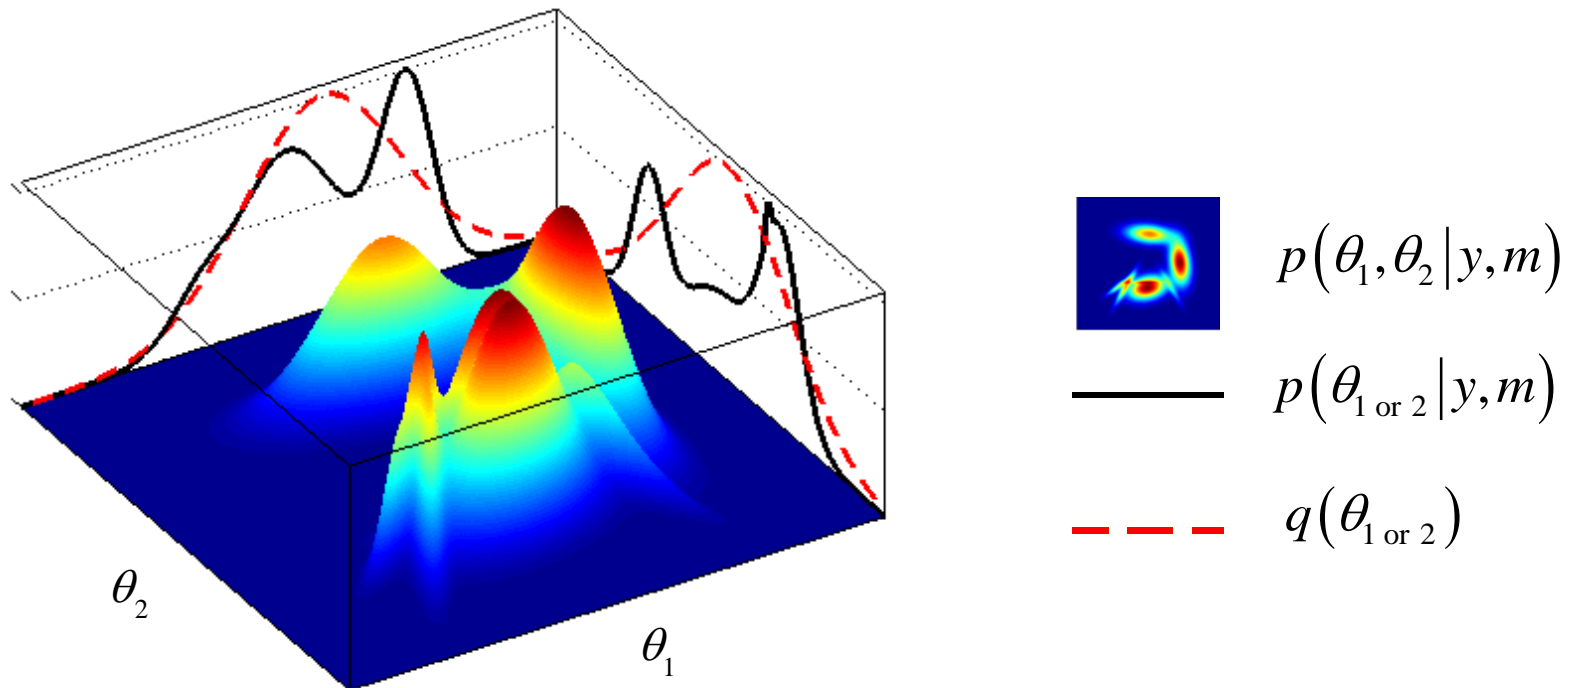 θ₂
θ₁
p(θ₁, θ₂ | y, m)
p(θ₁ or ₂ | y, m)
q(θ₁ or ₂)